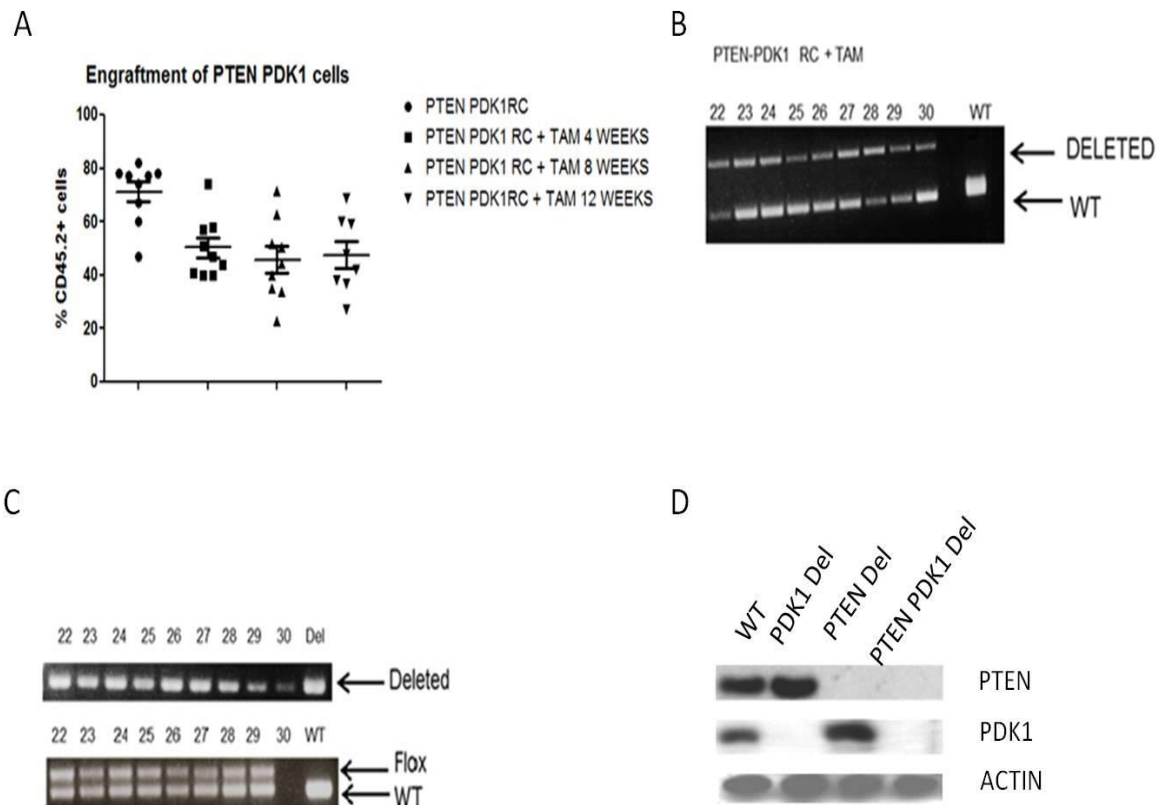 A
Engraftment of PTEN PDK1 cells
% CD45.2+ cells
100
80
60
40
20
0
PTEN PDK1RC
PTEN PDK1 RC + TAM 4 WEEKS
PTEN PDK1 RC + TAM 8 WEEKS
PTEN PDK1RC + TAM 12 WEEKS
B
PTEN-PDK1 RC + TAM
22 23 24 25 26 27 28 29 30 WT
DELETED
WT
C
22 23 24 25 26 27 28 29 30 Del
Deleted
22 23 24 25 26 27 28 29 30 WT
Flox
WT
D
WT PDK1 Del PTEN Del PTEN PDK1 Del
PTEN
PDK1
ACTIN